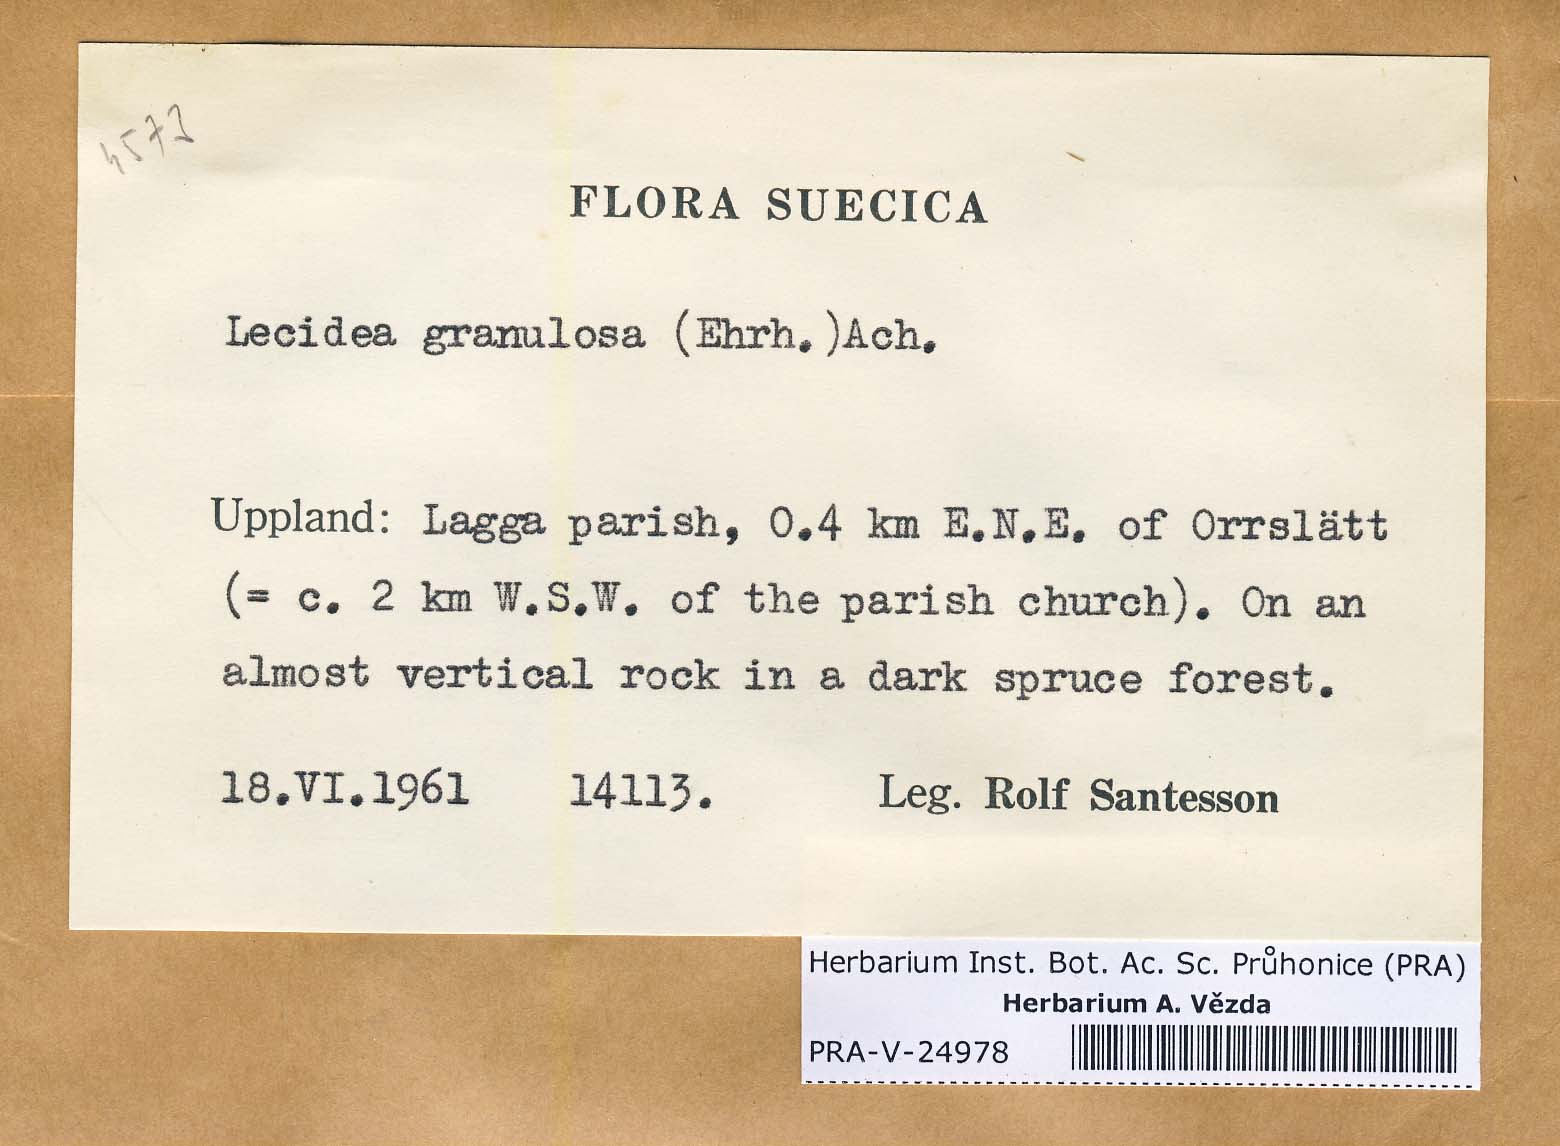 4573
FLORA SUECICA
Lecidea granulosa (Ehrh.)Ach.
Uppland: Lagga parish, 0.4 km E.N.E. of Orrslätt
(= c. 2 km W.S.W. of the parish church). On an
almost vertical rock in a dark spruce forest.
18.VI.1961 14113. Leg. Rolf Santesson
Herbarium Inst. Bot. Ac. Sc. Průhonice (PRA)
Herbarium A. Vězda
PRA-V-24978